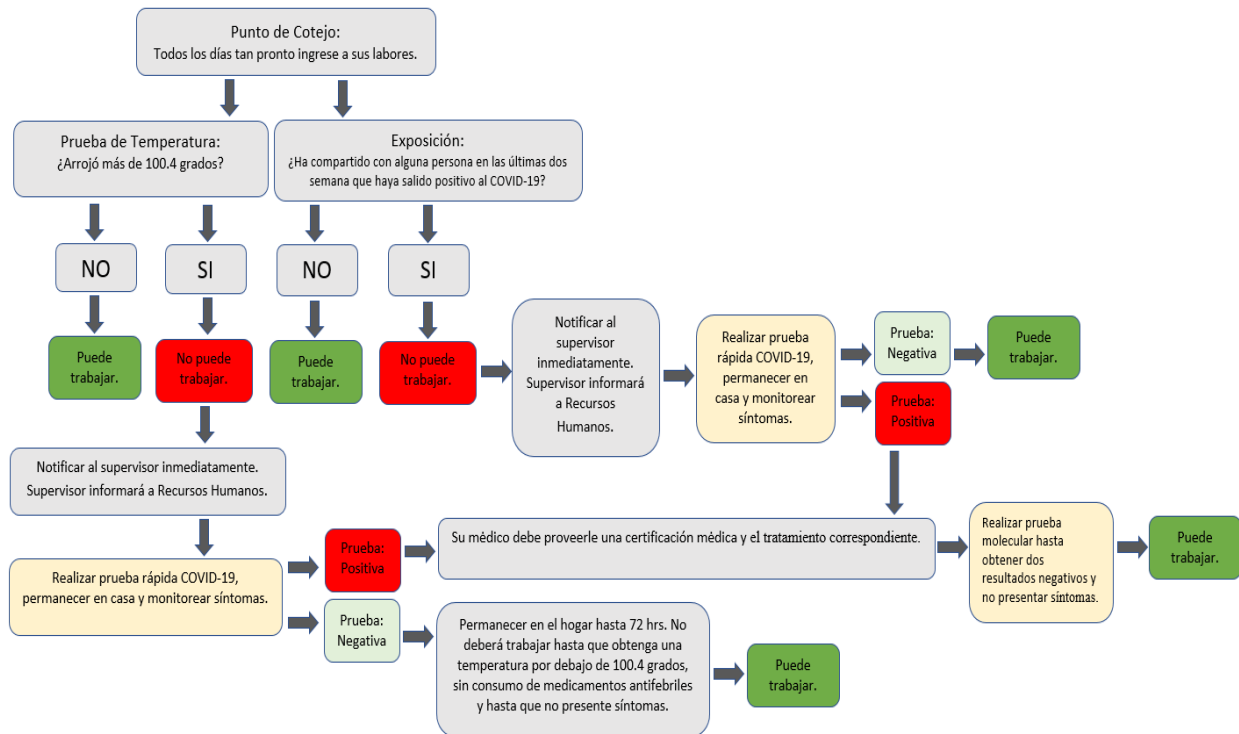 Punto de Cotejo:
Todos los días tan pronto ingrese a sus labores.
Prueba de Temperatura:
¿Arrojó más de 100.4 grados?
Exposición:
¿Ha compartido con alguna persona en las últimas dos
semana que haya salido positivo al COVID-19?
NO
SI
NO
SI
Puede
trabajar.
No puede
trabajar.
Puede
trabajar.
No puede
trabajar.
Notificar al
supervisor
inmediatamente.
Supervisor informará
a Recursos
Humanos.
Realizar prueba
rápida COVID-19,
permanecer en
casa y monitorear
síntomas.
Prueba:
Negativa
Puede
trabajar.
Prueba:
Positiva
Notificar al supervisor inmediatamente.
Supervisor informará a Recursos Humanos.
Realizar prueba rápida COVID-19,
permanecer en casa y monitorear síntomas.
Prueba:
Positiva
Su médico debe proveerle una certificación médica y el tratamiento correspondiente.
Realizar prueba
molecular hasta
obtener dos
resultados negativos y
no presentar síntomas.
Puede
trabajar.
Prueba:
Negativa
Permanecer en el hogar hasta 72 hrs. No
deberá trabajar hasta que obtenga una
temperatura por debajo de 100.4 grados,
sin consumo de medicamentos antifebriles
y hasta que no presente síntomas.
Puede
trabajar.